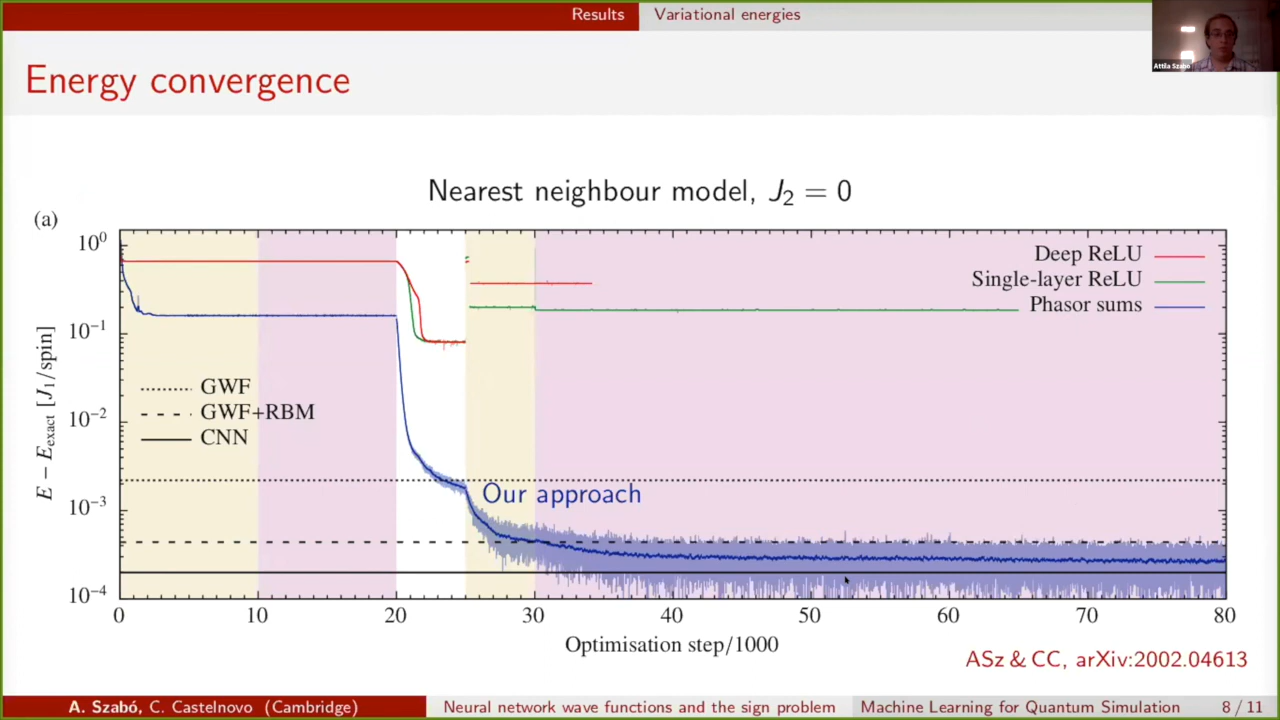 Results Variational energies
Attila Szabó
Energy convergence
Nearest neighbour model, J₂ = 0
(a)
10⁰
10⁻¹
10⁻²
10⁻³
10⁻⁴
E − E_exact [J₁/spin]
Deep ReLU
Single-layer ReLU
Phasor sums
GWF
GWF+RBM
CNN
Our approach
0 10 20 30 40 50 60 70 80
Optimisation step/1000
ASz & CC, arXiv:2002.04613
A. Szabó, C. Castelnovo (Cambridge) Neural network wave functions and the sign problem Machine Learning for Quantum Simulation 8 / 11